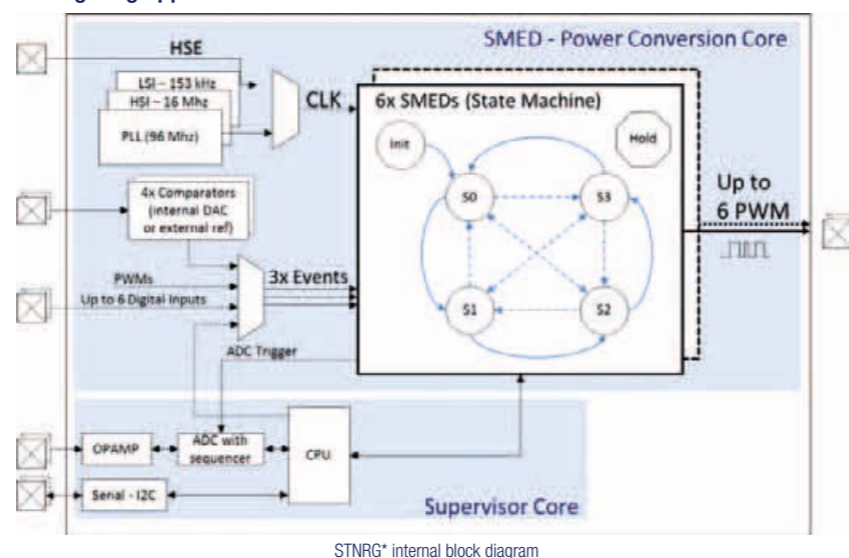 SMED - Power Conversion Core
HSE
LSI – 153 kHz
HSI – 16 Mhz
PLL (96 Mhz)
CLK
6x SMEDs (State Machine)
Init
Hold
S0
S3
S1
S2
Up to
6 PWM
4x Comparators
(internal DAC
or external ref)
PWMs
Up to 6 Digital Inputs
3x Events
ADC Trigger
OPAMP
ADC with
sequencer
CPU
Serial - I2C
Supervisor Core
STNRG* internal block diagram